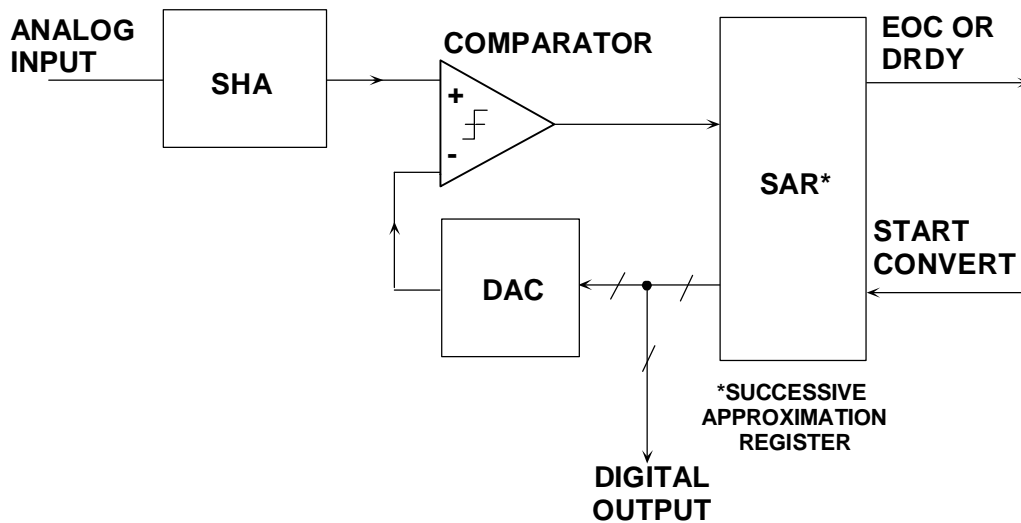 ANALOG
INPUT
SHA
COMPARATOR
+
-
SAR*
EOC OR
DRDY
START
CONVERT
DAC
*SUCCESSIVE
APPROXIMATION
REGISTER
DIGITAL
OUTPUT